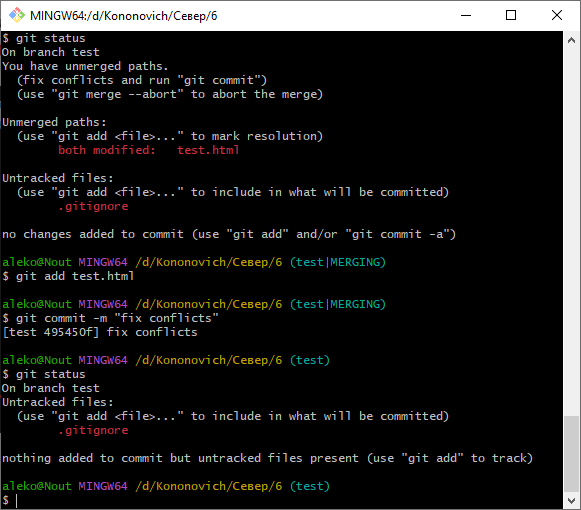 MINGW64:/d/Kononovich/Север/6
$ git status
On branch test
You have unmerged paths.
  (fix conflicts and run "git commit")
  (use "git merge --abort" to abort the merge)

Unmerged paths:
  (use "git add <file>..." to mark resolution)
        both modified:   test.html

Untracked files:
  (use "git add <file>..." to include in what will be committed)
        .gitignore

no changes added to commit (use "git add" and/or "git commit -a")

aleko@Nout MINGW64 /d/Kononovich/Север/6 (test|MERGING)
$ git add test.html

aleko@Nout MINGW64 /d/Kononovich/Север/6 (test|MERGING)
$ git commit -m "fix conflicts"
[test 495450f] fix conflicts

aleko@Nout MINGW64 /d/Kononovich/Север/6 (test)
$ git status
On branch test
Untracked files:
  (use "git add <file>..." to include in what will be committed)
        .gitignore

nothing added to commit but untracked files present (use "git add" to track)

aleko@Nout MINGW64 /d/Kononovich/Север/6 (test)
$